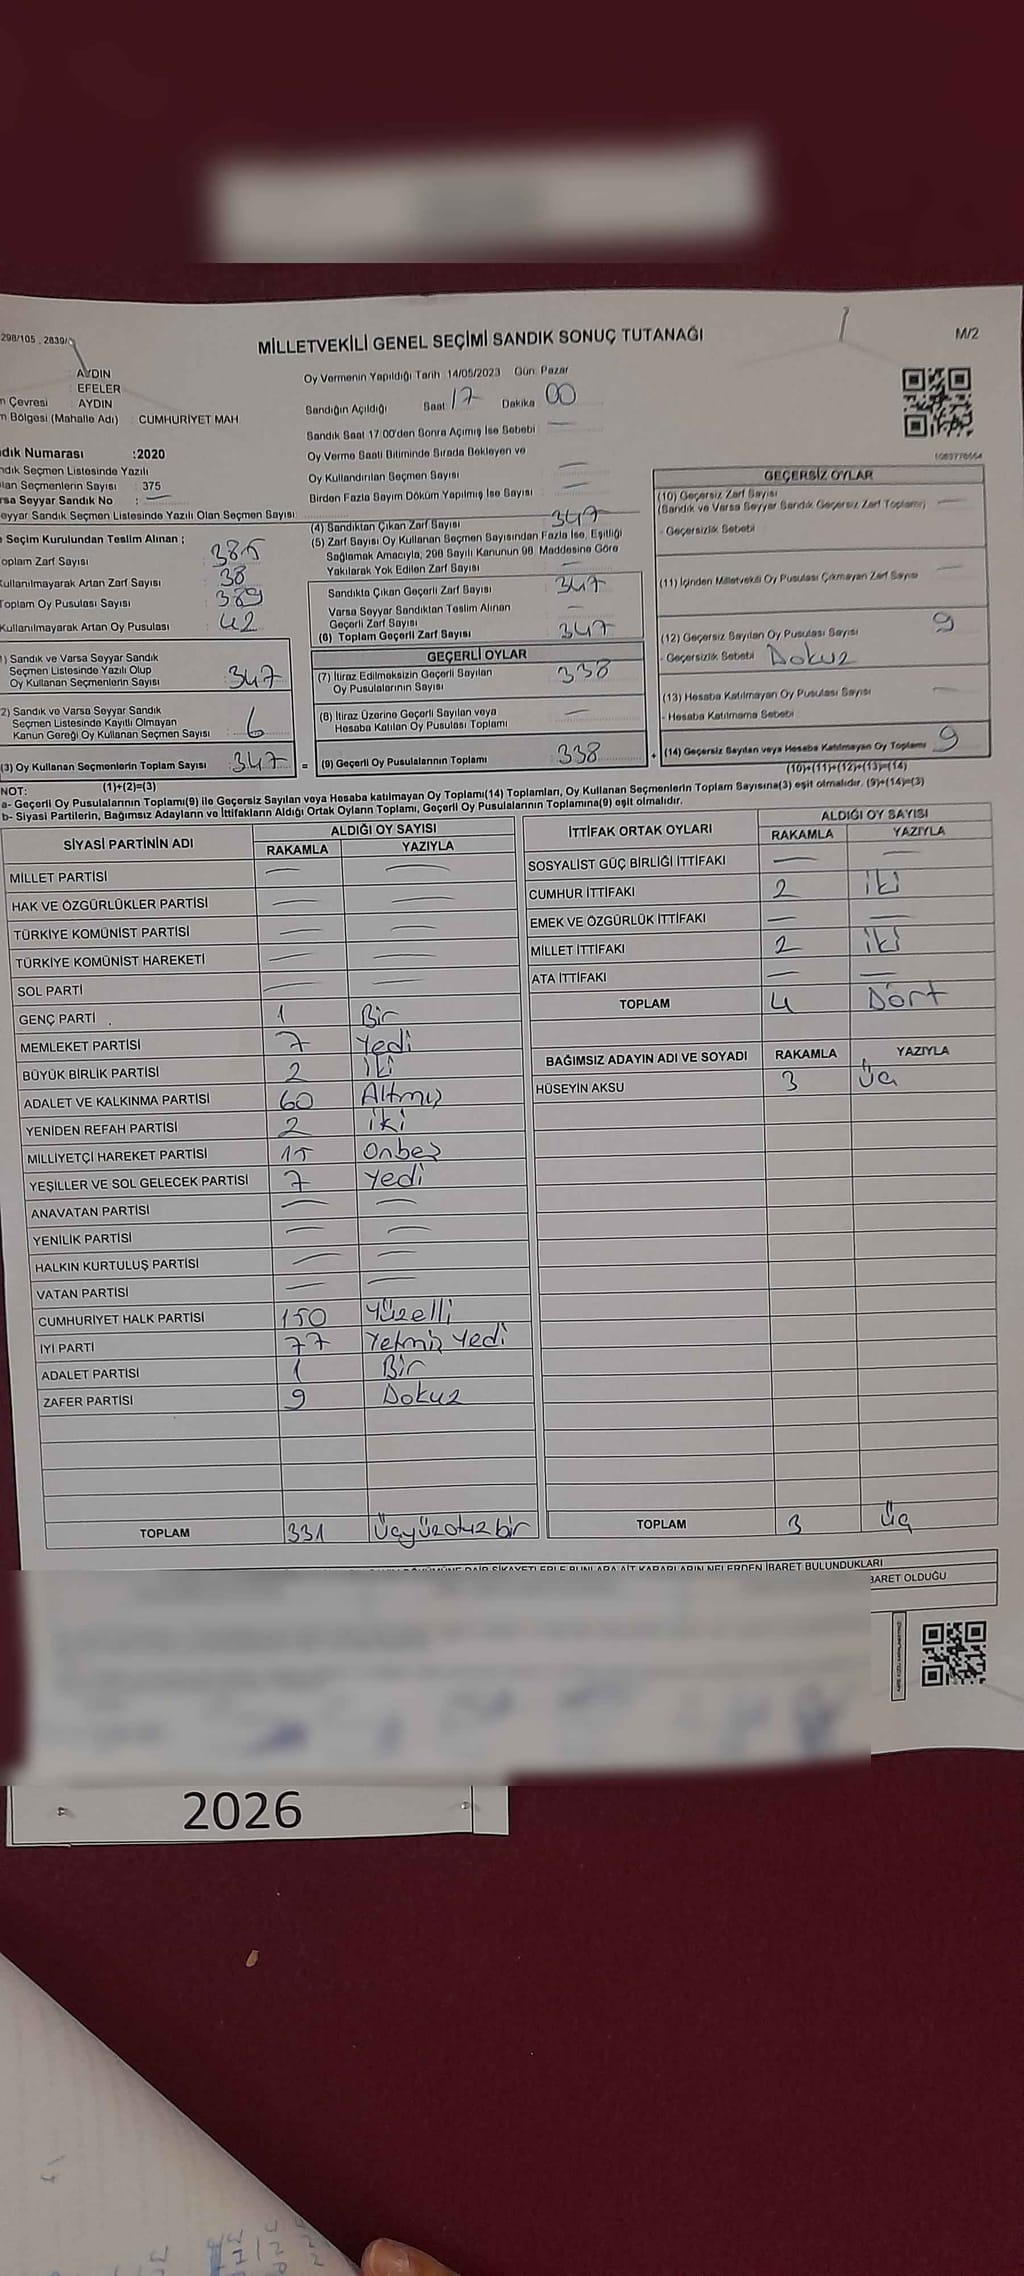 298/105 , 2839/
MİLLETVEKİLİ GENEL SEÇİMİ SANDIK SONUÇ TUTANAĞI
M/2
AYDIN
EFELER
Çevresi AYDIN
Bölgesi (Mahalle Adı) : CUMHURİYET MAH
Oy Vermenin Yapıldığı Tarih :14/05/2023 Gün: Pazar
Sandığın Açıldığı Saat 17 Dakika 00
Sandık Saat 17:00'den Sonra Açımış İse Sebebi —
Oy Verme Saati Bitiminde Sırada Bekleyen ve
Oy Kullandırılan Seçmen Sayısı —
Birden Fazla Sayım Döküm Yapılmış İse Sayısı —
Numarası :2020
Seçmen Listesinde Yazılı
Seçmenlerin Sayısı : 375
Seyyar Sandık No : —
Sandık Seçmen Listesinde Yazılı Olan Seçmen Sayısı
Seçim Kurulundan Teslim Alınan ;
Zarf Sayısı 385
Artan Zarf Sayısı 38
Toplam Oy Pusulası Sayısı 389
Artan Oy Pusulası 42
) Sandık ve Varsa Seyyar Sandık
Seçmen Listesinde Yazılı Olup
Oy Kullanan Seçmenlerin Sayısı 347
2) Sandık ve Varsa Seyyar Sandık
Seçmen Listesinde Kayıtlı Olmayan
Kanun Gereği Oy Kullanan Seçmen Sayısı : 6
(3) Oy Kullanan Seçmenlerin Toplam Sayısı : 347
(4) Sandıktan Çıkan Zarf Sayısı 347
(5) Zarf Sayısı Oy Kullanan Seçmen Sayısından Fazla İse, Eşitliği
Sağlamak Amacıyla, 298 Sayılı Kanunun 98. Maddesine Göre
Yakılarak Yok Edilen Zarf Sayısı —
Sandıkta Çıkan Geçerli Zarf Sayısı 347
Varsa Seyyar Sandıktan Teslim Alınan
Geçerli Zarf Sayısı —
(6) Toplam Geçerli Zarf Sayısı 347
GEÇERLİ OYLAR
(7) İtiraz Edilmeksizin Geçerli Sayılan
Oy Pusulalarının Sayısı 338
(8) İtiraz Üzerine Geçerli Sayılan veya
Hesaba Katılan Oy Pusulası Toplamı —
= (9) Geçerli Oy Pusulalarının Toplamı 338 +
1083778554
GEÇERSİZ OYLAR
(10) Geçersiz Zarf Sayısı
(Sandık ve Varsa Seyyar Sandık Geçersiz Zarf Toplamı) —
- Geçersizlik Sebebi
(11) İçinden Milletvekili Oy Pusulası Çıkmayan Zarf Sayısı —
(12) Geçersiz Sayılan Oy Pusulası Sayısı 9
- Geçersizlik Sebebi Dokuz
(13) Hesaba Katılmayan Oy Pusulası Sayısı —
- Hesaba Katılmama Sebebi
(14) Geçersiz Sayılan veya Hesaba Katılmayan Oy Toplamı 9
NOT: (1)+(2)=(3)
(10)+(11)+(12)+(13)=(14)
a- Geçerli Oy Pusulalarının Toplamı(9) ile Geçersiz Sayılan veya Hesaba katılmayan Oy Toplamı(14) Toplamları, Oy Kullanan Seçmenlerin Toplam Sayısına(3) eşit olmalıdır. (9)+(14)=(3)
b- Siyasi Partilerin, Bağımsız Adayların ve İttifakların Aldığı Ortak Oyların Toplamı, Geçerli Oy Pusulalarının Toplamına(9) eşit olmalıdır.
SİYASİ PARTİNİN ADI ALDIĞI OY SAYISI
RAKAMLA YAZIYLA
MİLLET PARTİSİ — —
HAK VE ÖZGÜRLÜKLER PARTİSİ — —
TÜRKİYE KOMÜNİST PARTİSİ — —
TÜRKİYE KOMÜNİST HAREKETİ — —
SOL PARTİ — —
GENÇ PARTİ 1 Bir
MEMLEKET PARTİSİ 7 Yedi
BÜYÜK BİRLİK PARTİSİ 2 iki
ADALET VE KALKINMA PARTİSİ 60 Altmış
YENİDEN REFAH PARTİSİ 2 iki
MİLLİYETÇİ HAREKET PARTİSİ 15 Onbeş
YEŞİLLER VE SOL GELECEK PARTİSİ 7 yedi
ANAVATAN PARTİSİ — —
YENİLİK PARTİSİ — —
HALKIN KURTULUŞ PARTİSİ — —
VATAN PARTİSİ — —
CUMHURİYET HALK PARTİSİ 150 Yüzelli
İYİ PARTİ 77 Yetmiş Yedi
ADALET PARTİSİ 1 Bir
ZAFER PARTİSİ 9 Dokuz
TOPLAM 331 Üçyüzotuzbir
İTTİFAK ORTAK OYLARI ALDIĞI OY SAYISI
RAKAMLA YAZIYLA
SOSYALİST GÜÇ BİRLİĞİ İTTİFAKI — —
CUMHUR İTTİFAKI 2 iki
EMEK VE ÖZGÜRLÜK İTTİFAKI — —
MİLLET İTTİFAKI 2 iki
ATA İTTİFAKI — —
TOPLAM 4 Dört
BAĞIMSIZ ADAYIN ADI VE SOYADI RAKAMLA YAZIYLA
HÜSEYİN AKSU 3 Üç
TOPLAM 3 Üç
ŞİKAYETLERLE BUNLARA AİT KARARLARIN NELERDEN İBARET BULUNDUKLARI
BARET OLDUĞU
2026